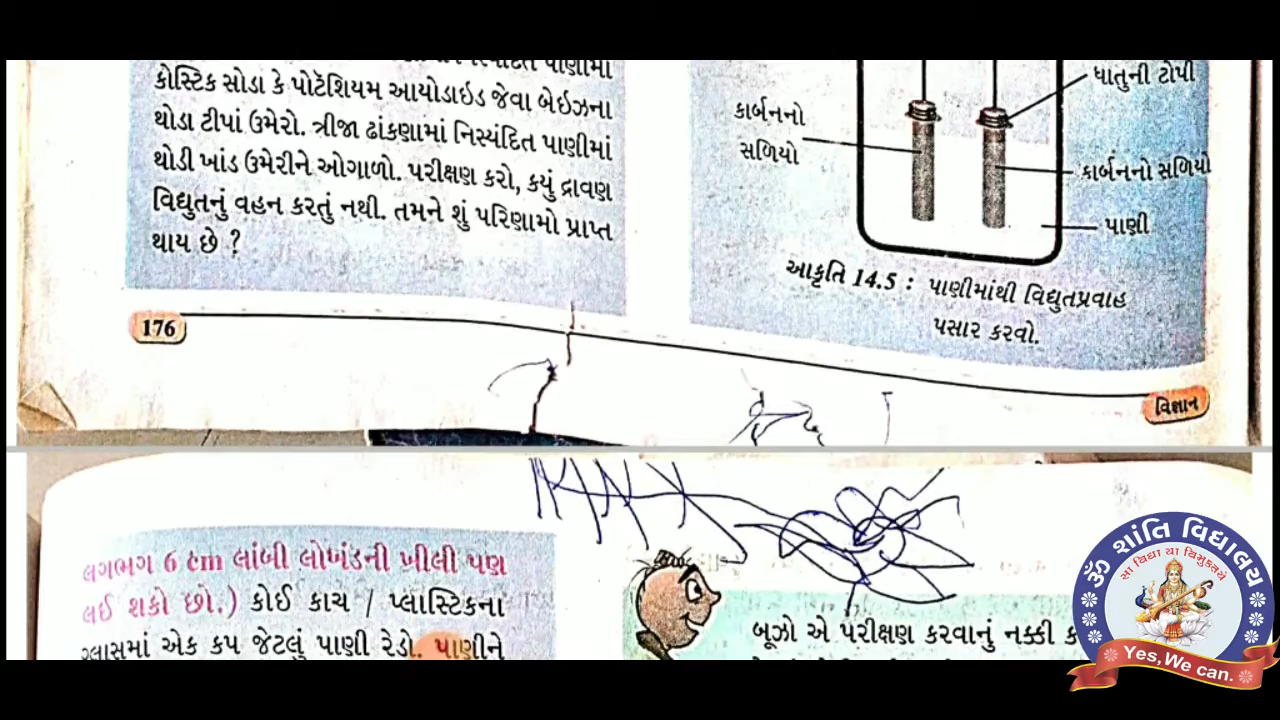 પાણીમાં
કોસ્ટિક સોડા કે પોટૅશિયમ આયોડાઇડ જેવા બેઇઝના
થોડા ટીપાં ઉમેરો. ત્રીજા ઢાંકણામાં નિસ્યંદિત પાણીમાં
થોડી ખાંડ ઉમેરીને ઓગાળો. પરીક્ષણ કરો, કયું દ્રાવણ
વિદ્યુતનું વહન કરતું નથી. તમને શું પરિણામો પ્રાપ્ત
થાય છે ?
176
ધાતુની ટોપી
કાર્બનનો
સળિયો
કાર્બનનો સળિયો
પાણી
આકૃતિ 14.5 : પાણીમાંથી વિદ્યુતપ્રવાહ
પસાર કરવો.
વિજ્ઞાન
લગભગ 6 cm લાંબી લોખંડની ખીલી પણ
લઈ શકો છો.) કોઈ કાચ / પ્લાસ્ટિકના
ગ્લાસમાં એક કપ જેટલું પાણી રેડો. પાણીને
બૂઝો એ પરીક્ષણ કરવાનું નક્કી
ૐ શાંતિ વિદ્યાલય
સા વિદ્યા યા વિમુક્તયે
Yes, We can.